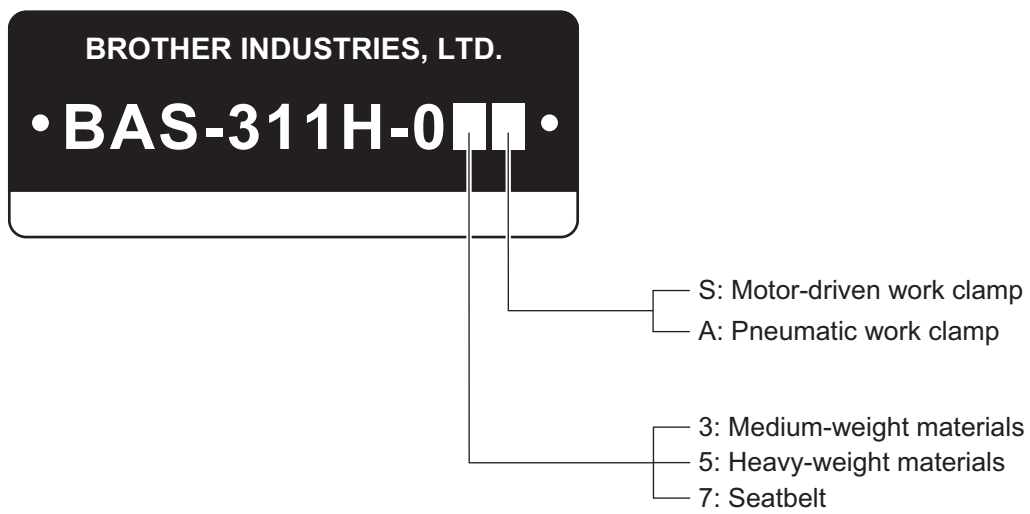 BROTHER INDUSTRIES, LTD.
• BAS-311H-0 •
S: Motor-driven work clamp
A: Pneumatic work clamp
3: Medium-weight materials
5: Heavy-weight materials
7: Seatbelt